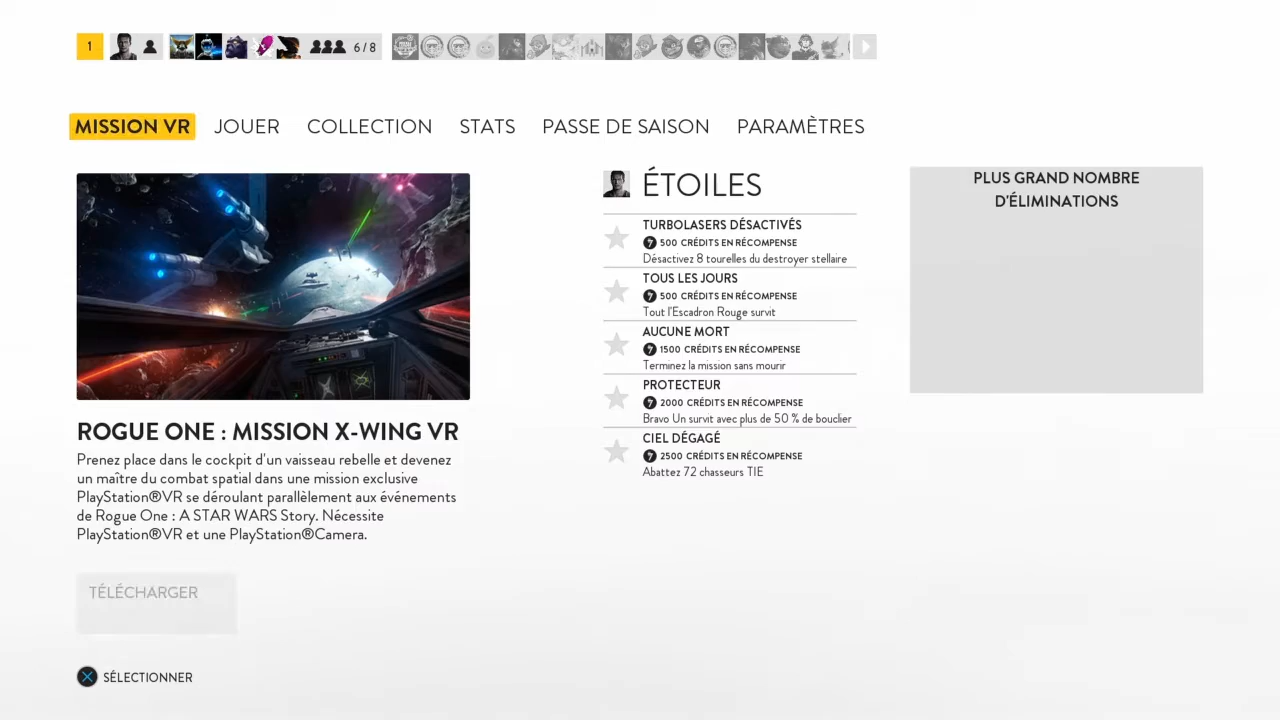 1
6/8
MISSION VR
JOUER
COLLECTION
STATS
PASSE DE SAISON
PARAMÈTRES
ROGUE ONE : MISSION X-WING VR
Prenez place dans le cockpit d'un vaisseau rebelle et devenez
un maître du combat spatial dans une mission exclusive
PlayStation®VR se déroulant parallèlement aux événements
de Rogue One : A STAR WARS Story. Nécessite
PlayStation®VR et une PlayStation®Camera.
TÉLÉCHARGER
SÉLECTIONNER
ÉTOILES
TURBOLASERS DÉSACTIVÉS
500 CRÉDITS EN RÉCOMPENSE
Désactivez 8 tourelles du destroyer stellaire
TOUS LES JOURS
500 CRÉDITS EN RÉCOMPENSE
Tout l'Escadron Rouge survit
AUCUNE MORT
1500 CRÉDITS EN RÉCOMPENSE
Terminez la mission sans mourir
PROTECTEUR
2000 CRÉDITS EN RÉCOMPENSE
Bravo Un survit avec plus de 50 % de bouclier
CIEL DÉGAGÉ
2500 CRÉDITS EN RÉCOMPENSE
Abattez 72 chasseurs TIE
PLUS GRAND NOMBRE
D'ÉLIMINATIONS